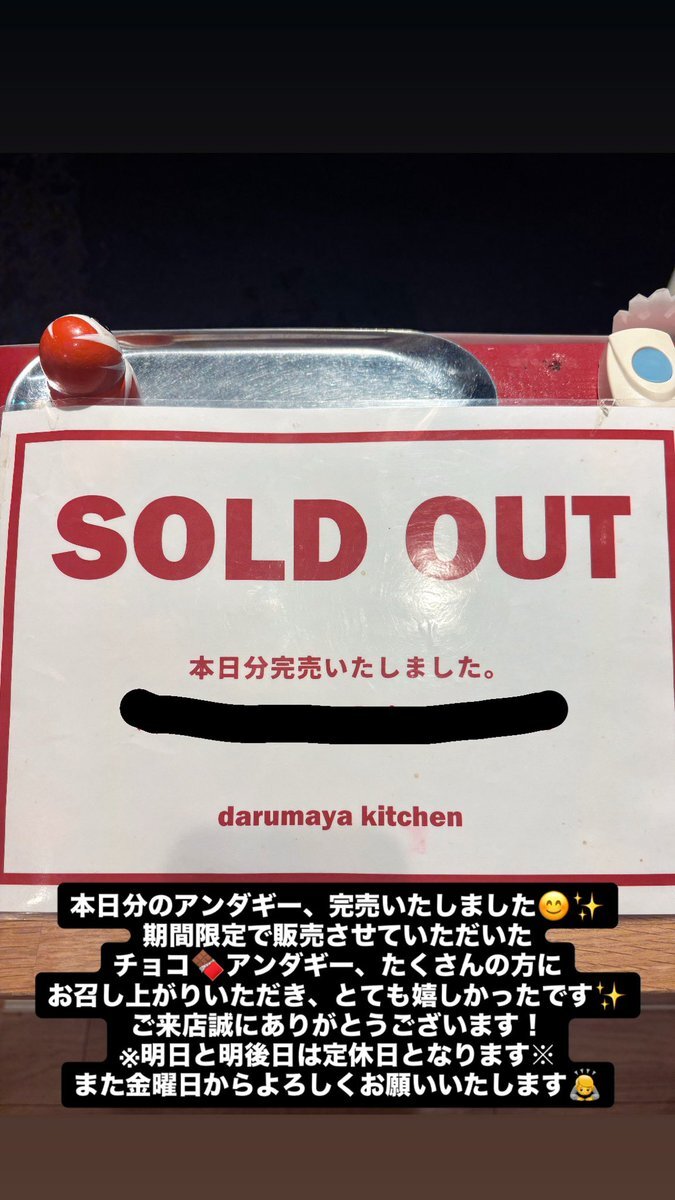 SOLD OUT
本日分完売いたしました。
darumaya kitchen
本日分のアンダギー、完売いたしました😊✨
期間限定で販売させていただいた
チョコ🍫アンダギー、たくさんの方に
お召し上がりいただき、とても嬉しかったです✨
ご来店誠にありがとうございます！
※明日と明後日は定休日となります※
また金曜日からよろしくお願いいたします🙇